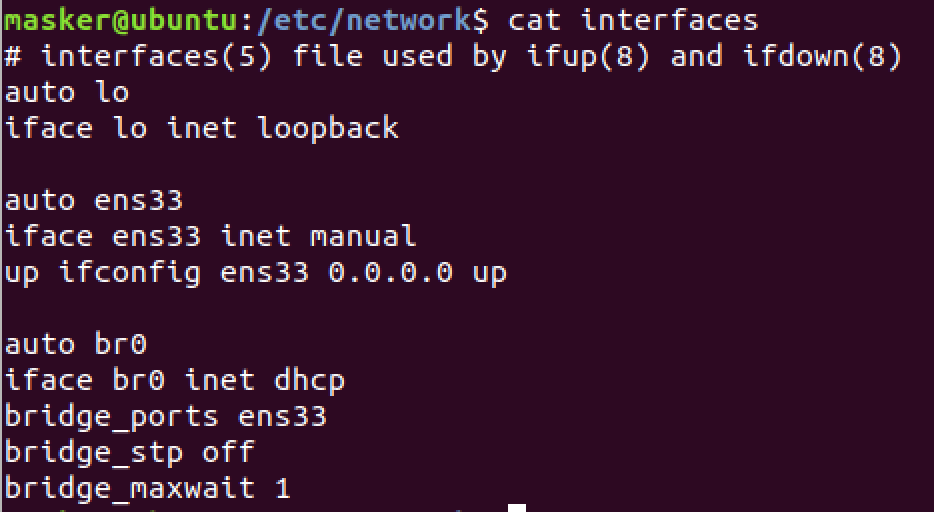 masker@ubuntu:/etc/network$ cat interfaces
# interfaces(5) file used by ifup(8) and ifdown(8)
auto lo
iface lo inet loopback
auto ens33
iface ens33 inet manual
up ifconfig ens33 0.0.0.0 up
auto br0
iface br0 inet dhcp
bridge_ports ens33
bridge_stp off
bridge_maxwait 1